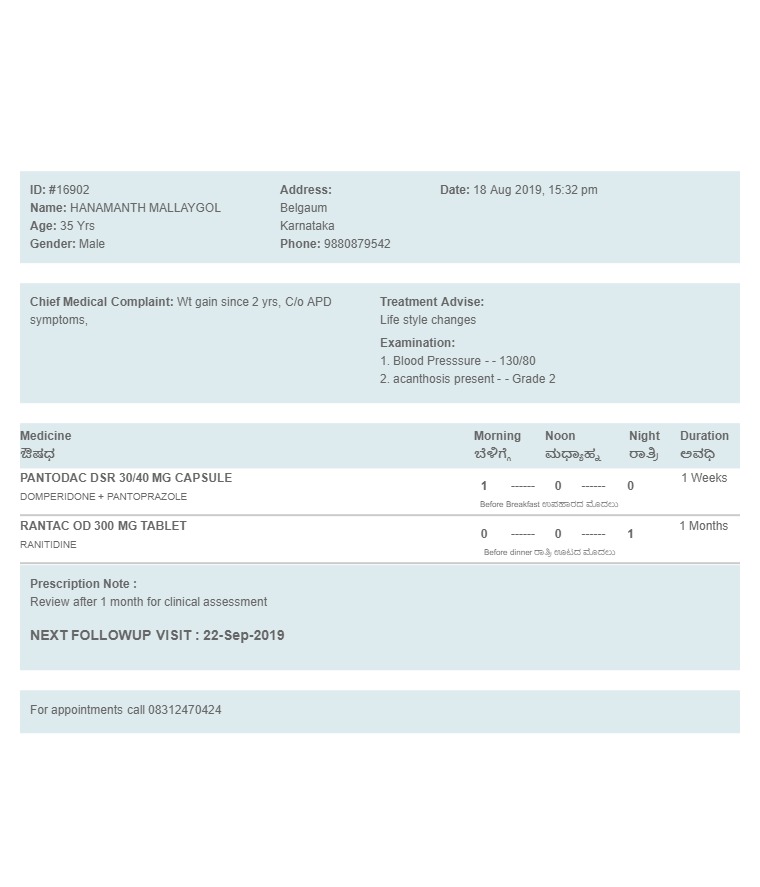 ID: #16902
Name: HANAMANTH MALLAYGOL
Age: 35 Yrs
Gender: Male
Address:
Belgaum
Karnataka
Phone: 9880879542
Date: 18 Aug 2019, 15:32 pm
Chief Medical Complaint: Wt gain since 2 yrs, C/o APD
symptoms,
Treatment Advise:
Life style changes
Examination:
1. Blood Presssure - - 130/80
2. acanthosis present - - Grade 2
Medicine Morning Noon Night Duration
ಔಷಧ ಬೆಳಿಗ್ಗೆ ಮಧ್ಯಾಹ್ನ ರಾತ್ರಿ ಅವಧಿ
PANTODAC DSR 30/40 MG CAPSULE 1 Weeks
1 ------ 0 ------ 0
DOMPERIDONE + PANTOPRAZOLE
Before Breakfast ಉಪಹಾರದ ಮೊದಲು
RANTAC OD 300 MG TABLET 1 Months
0 ------ 0 ------ 1
RANITIDINE
Before dinner ರಾತ್ರಿ ಊಟದ ಮೊದಲು
Prescription Note :
Review after 1 month for clinical assessment
NEXT FOLLOWUP VISIT : 22-Sep-2019
For appointments call 08312470424